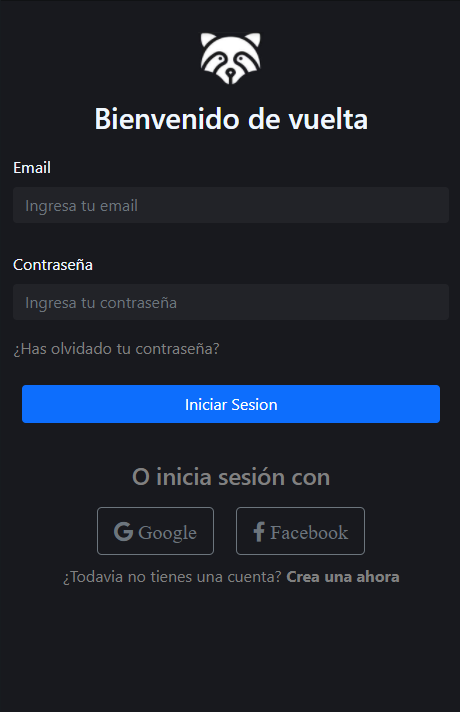 Bienvenido de vuelta
Email
Ingresa tu email
Contraseña
Ingresa tu contraseña
¿Has olvidado tu contraseña?
Iniciar Sesion
O inicia sesión con
Google Facebook
¿Todavia no tienes una cuenta? Crea una ahora